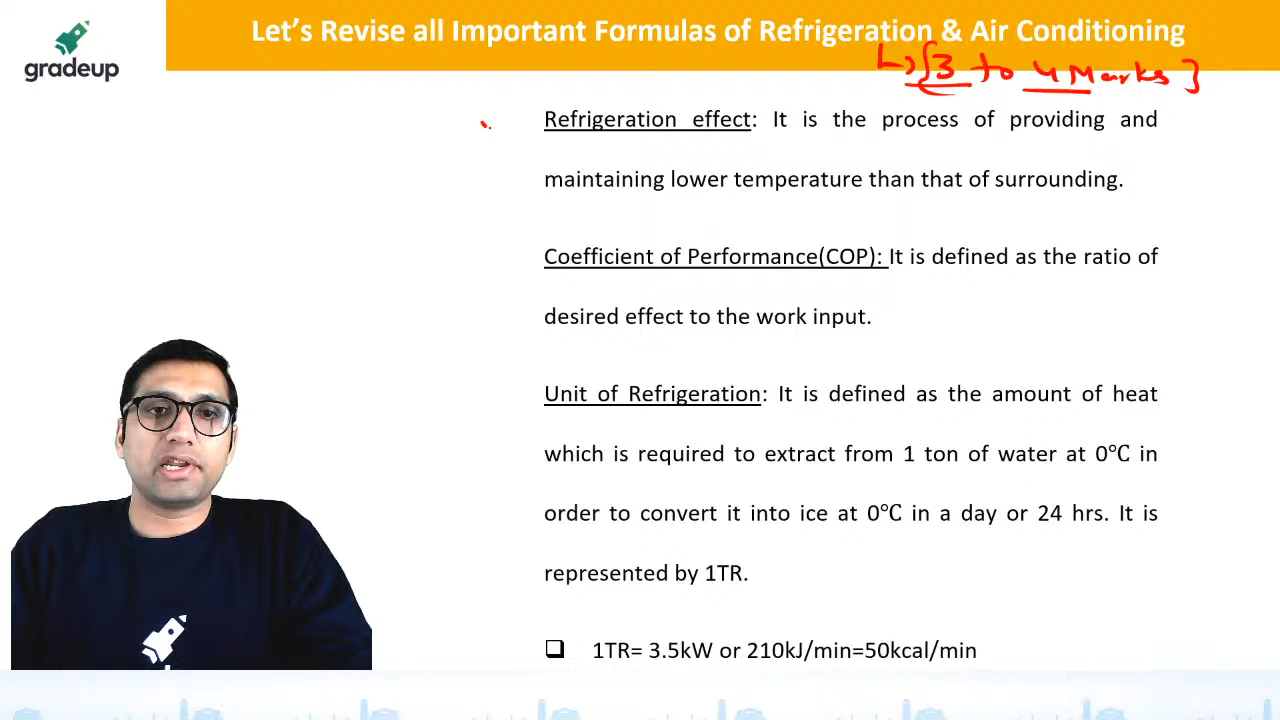 Let's Revise all Important Formulas of Refrigeration & Air Conditioning
gradeup
[3 to 4 Marks]
Refrigeration effect: It is the process of providing and
maintaining lower temperature than that of surrounding.
Coefficient of Performance(COP): It is defined as the ratio of
desired effect to the work input.
Unit of Refrigeration: It is defined as the amount of heat
which is required to extract from 1 ton of water at 0℃ in
order to convert it into ice at 0℃ in a day or 24 hrs. It is
represented by 1TR.
❑ 1TR= 3.5kW or 210kJ/min=50kcal/min